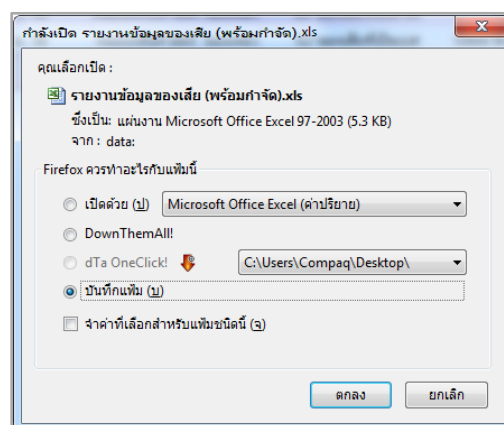 กำลังเปิด รายงานข้อมูลของเสีย (พร้อมกำจัด).xls
คุณเลือกเปิด :
รายงานข้อมูลของเสีย (พร้อมกำจัด).xls
ซึ่งเป็น: แผ่นงาน Microsoft Office Excel 97-2003 (5.3 KB)
จาก : data:
Firefox ควรทำอะไรกับแฟ้มนี้
เปิดด้วย (ป) Microsoft Office Excel (ค่าปริยาย)
DownThemAll!
dTa OneClick! C:\Users\Compaq\Desktop\
บันทึกแฟ้ม (บ)
จำค่าที่เลือกสำหรับแฟ้มชนิดนี้ (จ)
ตกลง ยกเลิก